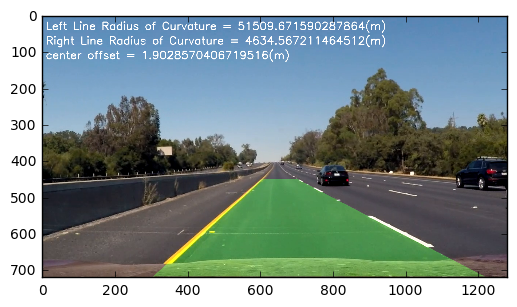 Left Line Radius of Curvature = 51509.671590287864(m)
Right Line Radius of Curvature = 4634.567211464512(m)
center offset = 1.9028570406719516(m)
0
100
200
300
400
500
600
700
0 200 400 600 800 1000 1200